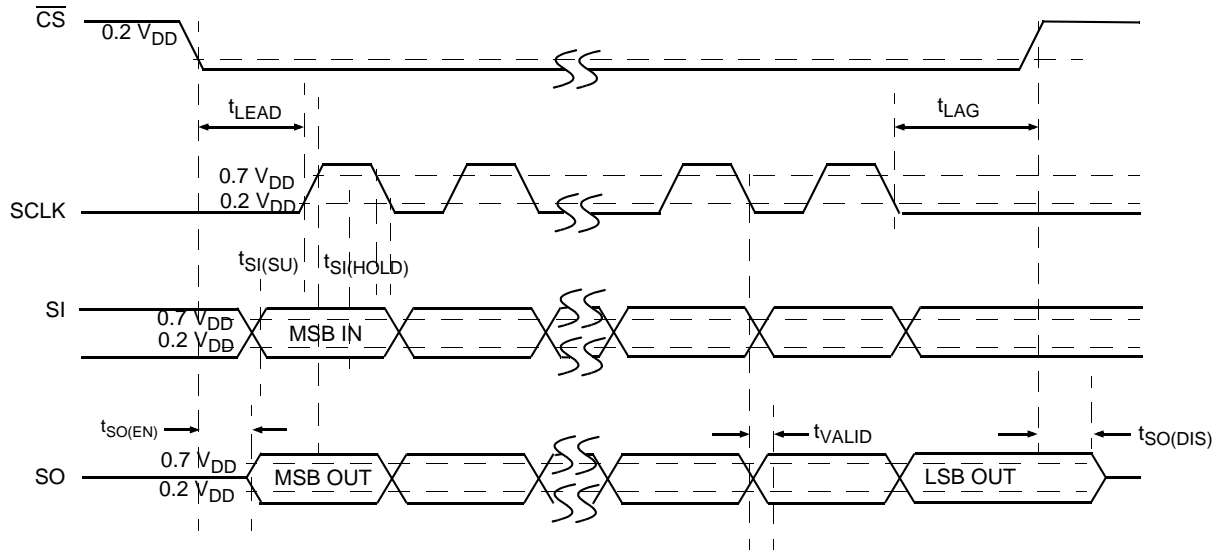 CS
0.2 VDD
tLEAD
tLAG
0.7 VDD
0.2 VDD
SCLK
tSI(SU)
tSI(HOLD)
SI
0.7 VDD
0.2 VDD
MSB IN
tSO(EN)
tVALID
tSO(DIS)
0.7 VDD
SO
0.2 VDD
MSB OUT
LSB OUT